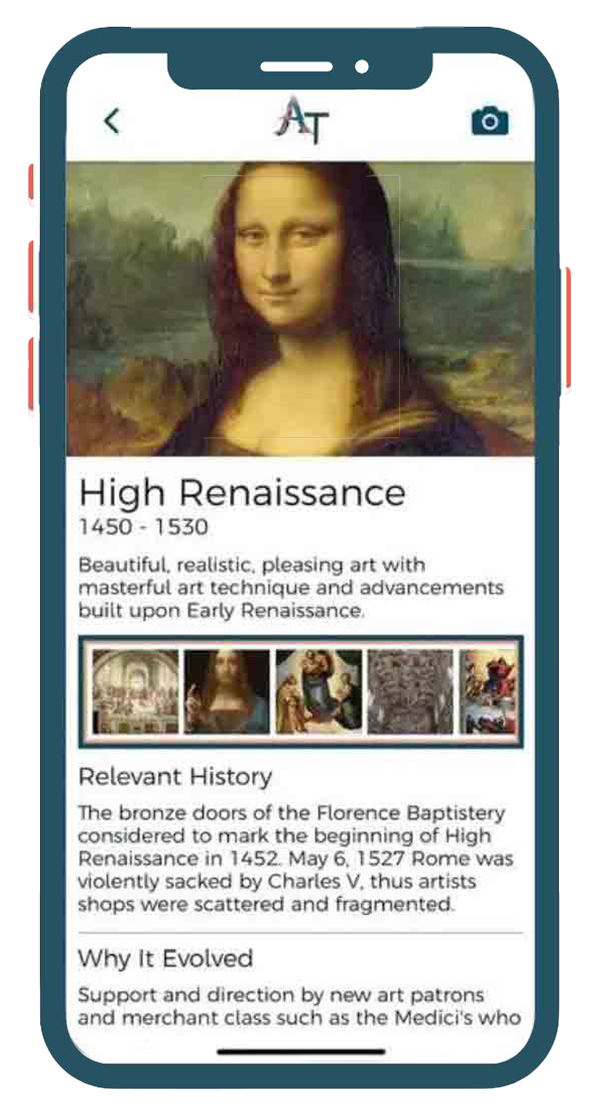 AT
High Renaissance
1450 - 1530
Beautiful, realistic, pleasing art with
masterful art technique and advancements
built upon Early Renaissance.
Relevant History
The bronze doors of the Florence Baptistery
considered to mark the beginning of High
Renaissance in 1452. May 6, 1527 Rome was
violently sacked by Charles V, thus artists
shops were scattered and fragmented.
Why It Evolved
Support and direction by new art patrons
and merchant class such as the Medici's who